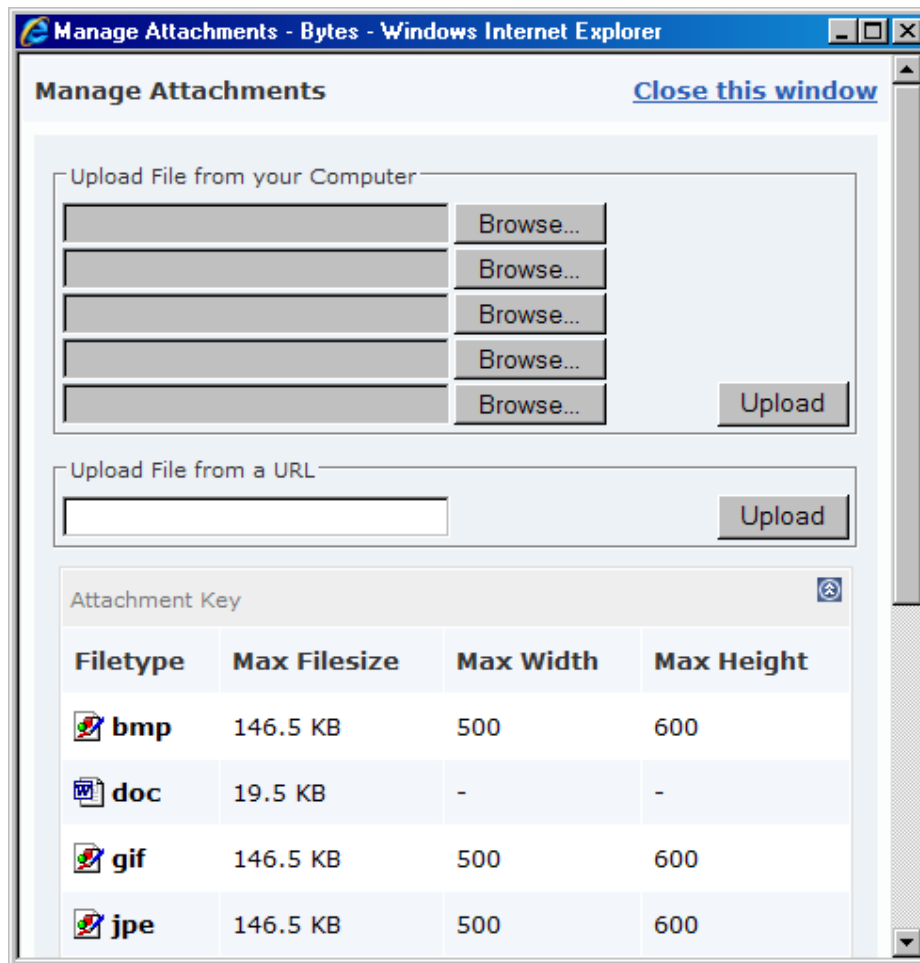 Manage Attachments - Bytes - Windows Internet Explorer
Manage Attachments Close this window
Upload File from your Computer
Browse...
Browse...
Browse...
Browse...
Browse... Upload
Upload File from a URL
Upload
Attachment Key
Filetype Max Filesize Max Width Max Height
bmp 146.5 KB 500 600
doc 19.5 KB - -
gif 146.5 KB 500 600
jpe 146.5 KB 500 600